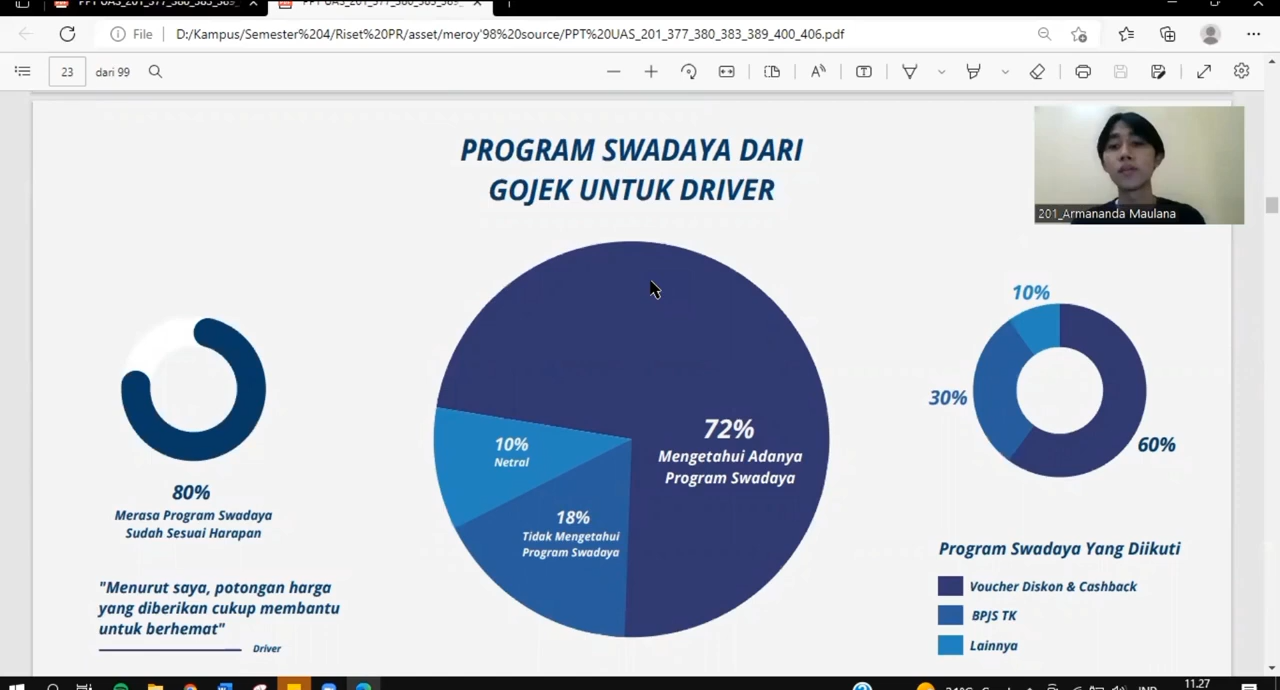 File
D:/Kampus/Semester%204/Riset%20PR/asset/meroy'98%20source/PPT%20UAS_201_377_380_383_389_400_406.pdf
23
dari 99
PROGRAM SWADAYA DARI
GOJEK UNTUK DRIVER
201_Armananda Maulana
80%
Merasa Program Swadaya
Sudah Sesuai Harapan
"Menurut saya, potongan harga
yang diberikan cukup membantu
untuk berhemat"
Driver
72%
Mengetahui Adanya
Program Swadaya
10%
Netral
18%
Tidak Mengetahui
Program Swadaya
10%
30%
60%
Program Swadaya Yang Diikuti
Voucher Diskon & Cashback
BPJS TK
Lainnya
11.27